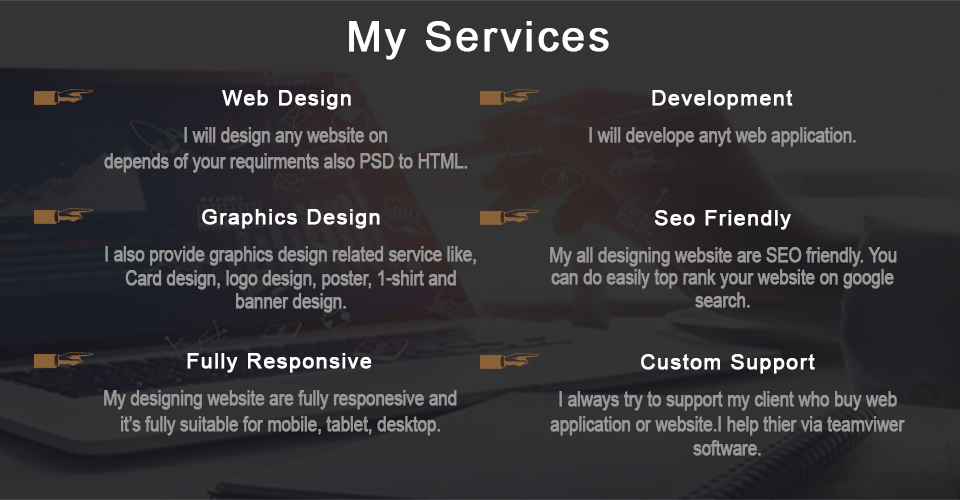 My Services
Web Design
I will design any website on
depends of your requirments also PSD to HTML.
Development
I will develope anyt web application.
Graphics Design
I also provide graphics design related service like,
Card design, logo design, poster, 1-shirt and
banner design.
Seo Friendly
My all designing website are SEO friendly. You
can do easily top rank your website on google
search.
Fully Responsive
My designing website are fully responesive and
it's fully suitable for mobile, tablet, desktop.
Custom Support
I always try to support my client who buy web
application or website.I help thier via teamviwer
software.